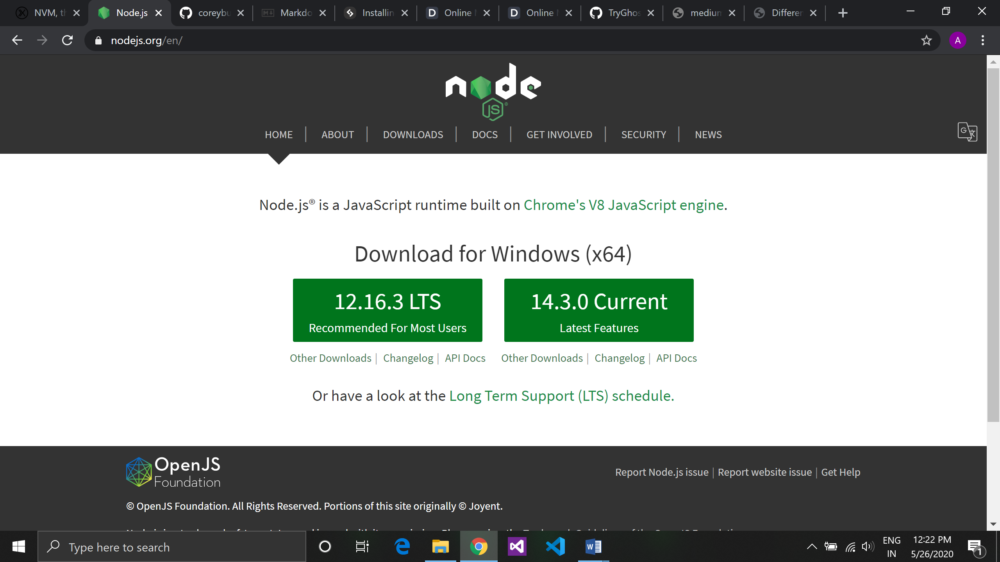 NVM, th
Node.js
coreybu
Markdo
Installin
Online
Online
TryGhos
medium
Differen
nodejs.org/en/
A
node
JS®
HOME | ABOUT | DOWNLOADS | DOCS | GET INVOLVED | SECURITY | NEWS
Node.js® is a JavaScript runtime built on Chrome's V8 JavaScript engine.
Download for Windows (x64)
12.16.3 LTS
Recommended For Most Users
14.3.0 Current
Latest Features
Other Downloads | Changelog | API Docs
Other Downloads | Changelog | API Docs
Or have a look at the Long Term Support (LTS) schedule.
OpenJS
Foundation
Report Node.js issue | Report website issue | Get Help
© OpenJS Foundation. All Rights Reserved. Portions of this site originally © Joyent.
Type here to search
ENG
IN
12:22 PM
5/26/2020
1